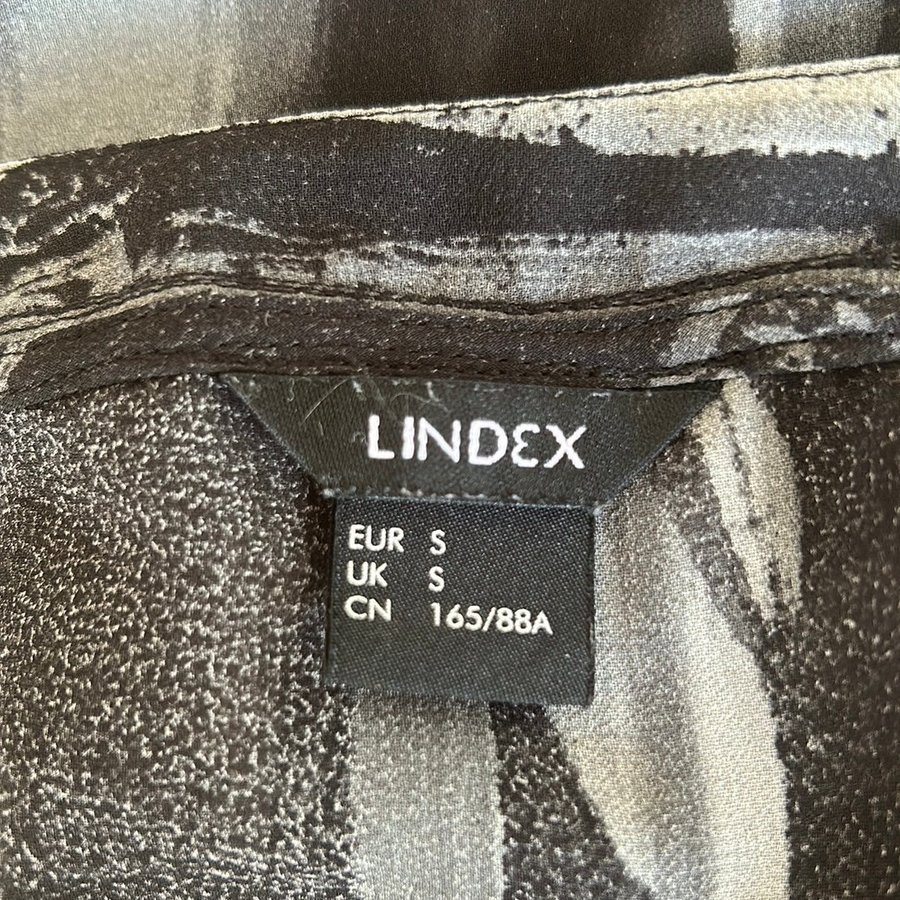 LINDEX
EUR S
UK S
CN 165/88A